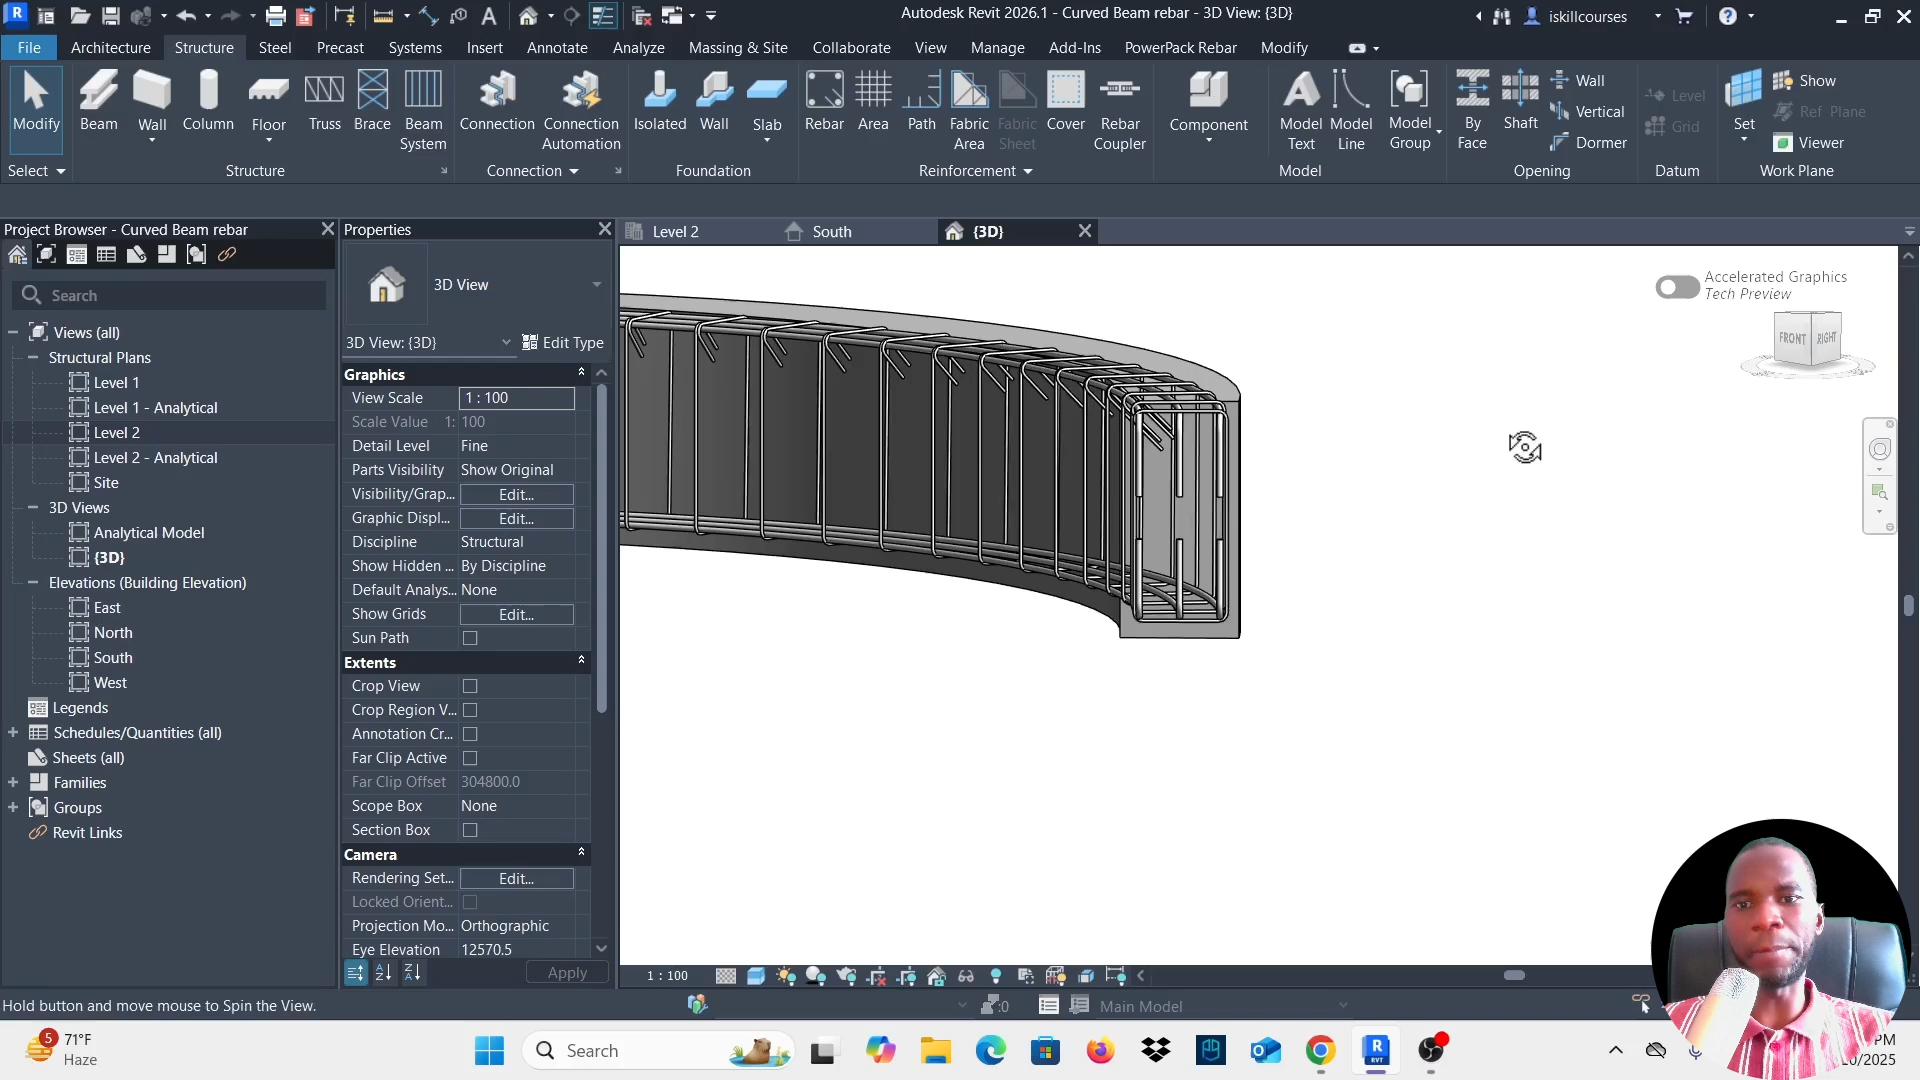 Autodesk Revit 2026.1 - Curved Beam rebar - 3D View: {3D}
iskillcourses
File Architecture Structure Steel Precast Systems Insert Annotate Analyze Massing & Site Collaborate View Manage Add-Ins PowerPack Rebar Modify
Modify Beam Wall Column Floor Truss Brace Beam System Connection Connection Automation Isolated Wall Slab Rebar Area Path Fabric Area Fabric Sheet Cover Rebar Coupler Component Model Text Model Line Model Group By Face Shaft Wall Vertical Dormer Level Grid Set Show Ref Plane Viewer
Select Structure Connection Foundation Reinforcement Model Opening Datum Work Plane
Project Browser - Curved Beam rebar
Search
Views (all)
Structural Plans
Level 1
Level 1 - Analytical
Level 2
Level 2 - Analytical
Site
3D Views
Analytical Model
{3D}
Elevations (Building Elevation)
East
North
South
West
Legends
Schedules/Quantities (all)
Sheets (all)
Families
Groups
Revit Links
Properties
3D View
3D View: {3D} Edit Type
Graphics
View Scale 1 : 100
Scale Value 1: 100
Detail Level Fine
Parts Visibility Show Original
Visibility/Grap... Edit...
Graphic Displ... Edit...
Discipline Structural
Show Hidden ... By Discipline
Default Analys... None
Show Grids Edit...
Sun Path
Extents
Crop View
Crop Region V...
Annotation Cr...
Far Clip Active
Far Clip Offset 304800.0
Scope Box None
Section Box
Camera
Rendering Set... Edit...
Locked Orient...
Projection Mo... Orthographic
Eye Elevation 12570.5
Apply
Level 2 South {3D}
Accelerated Graphics
Tech Preview
FRONT RIGHT
1 : 100
Hold button and move mouse to Spin the View.
:0
Main Model
5
71°F
Haze
Search
PM